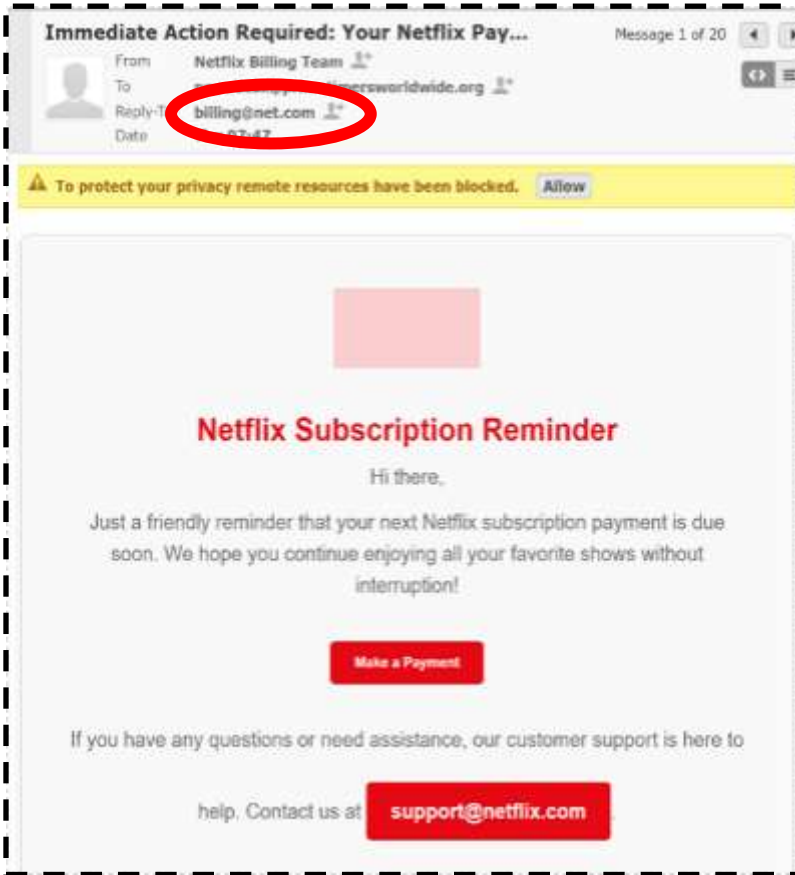 Immediate Action Required: Your Netflix Pay...
Message 1 of 20
From Netflix Billing Team
To ersworldwide.org
Reply-T billing@net.com
Date 07:47
To protect your privacy remote resources have been blocked. Allow
Netflix Subscription Reminder
Hi there,
Just a friendly reminder that your next Netflix subscription payment is due
soon. We hope you continue enjoying all your favorite shows without
interruption!
Make a Payment
If you have any questions or need assistance, our customer support is here to
help. Contact us at support@netflix.com